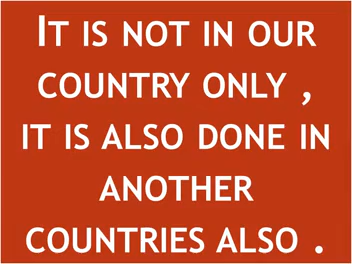 It is not in our
country only ,
it is also done in
another
countries also .